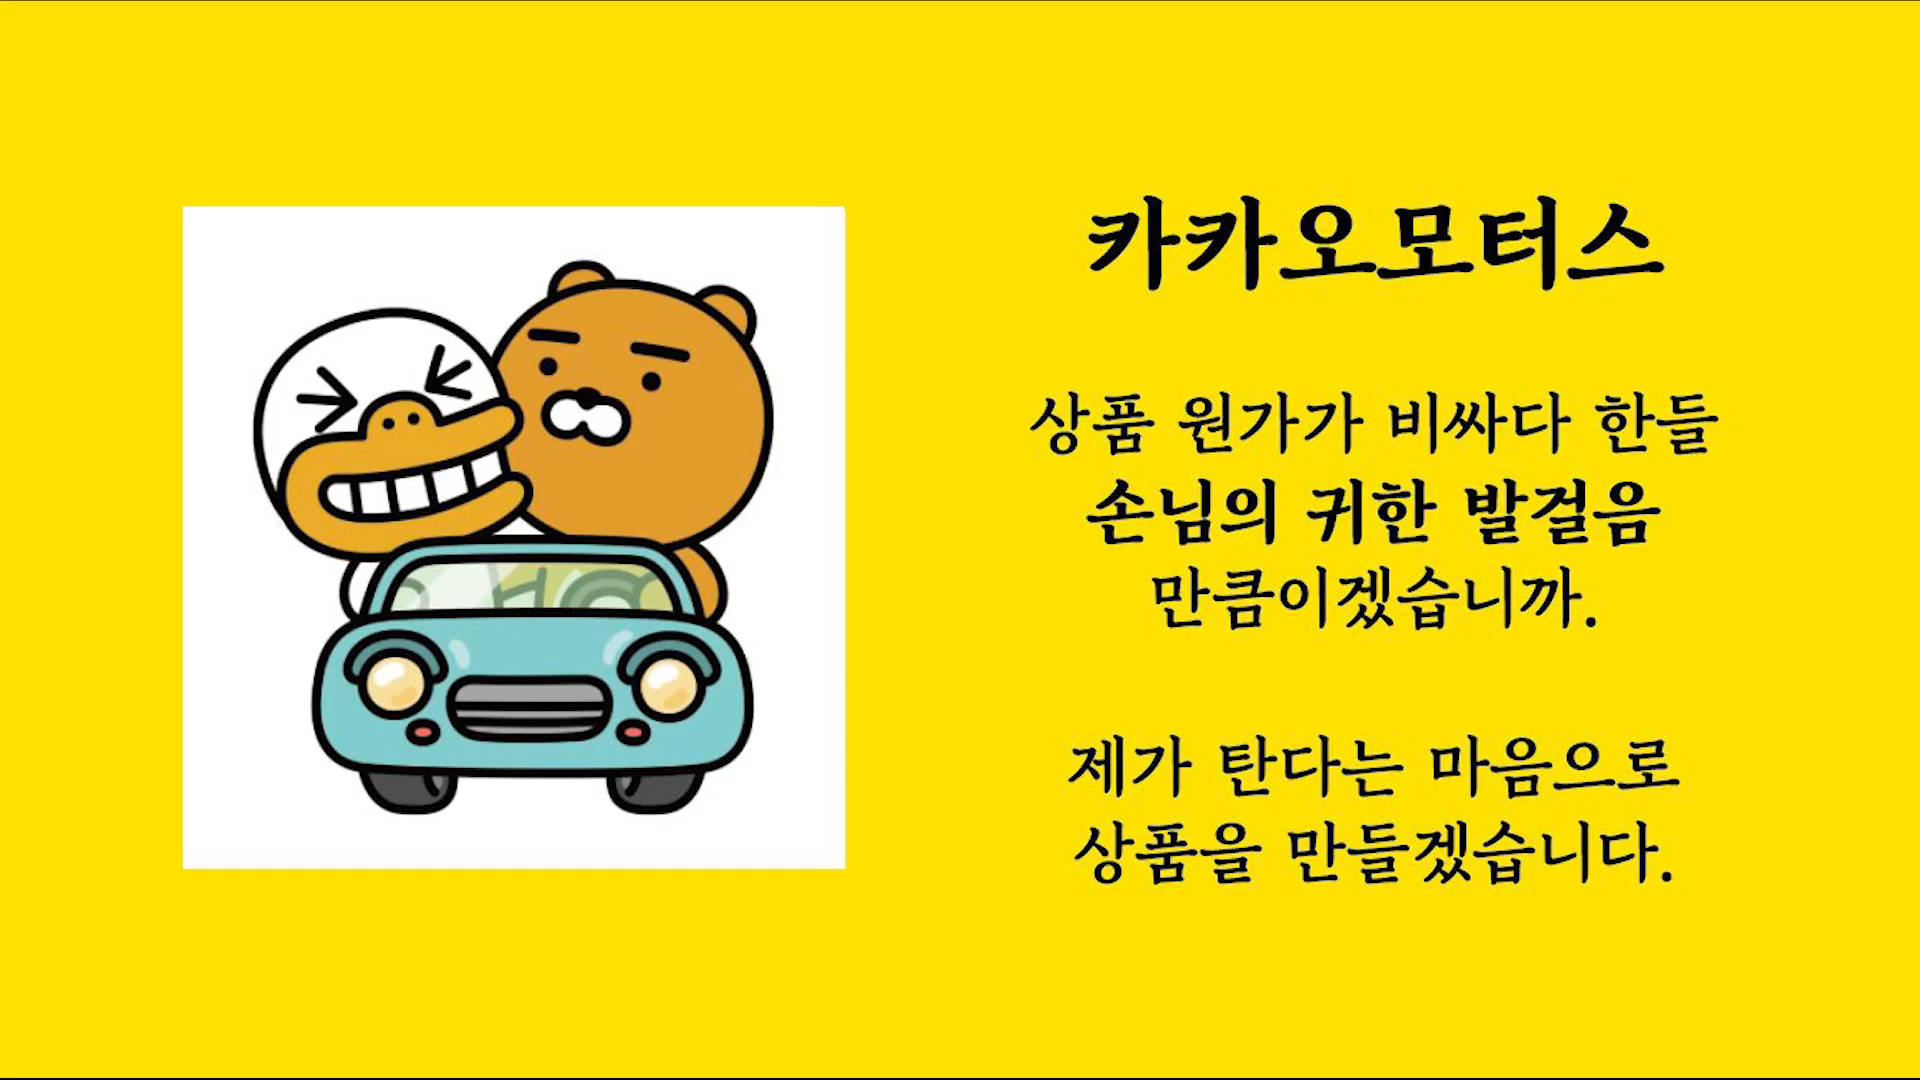 카카오모터스
상품 원가가 비싸다 한들
손님의 귀한 발걸음
만큼이겠습니까.
제가 탄다는 마음으로
상품을 만들겠습니다.